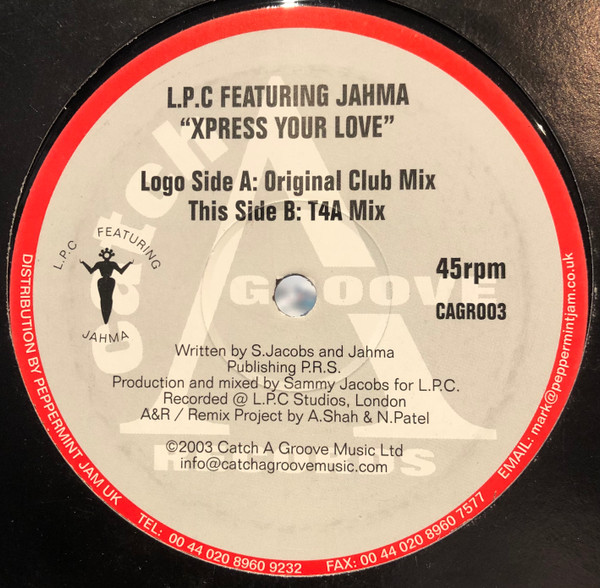 L.P.C FEATURING JAHMA
“XPRESS YOUR LOVE”
Logo Side A: Original Club Mix
This Side B: T4A Mix
L.P.C FEATURING
JAHMA
45rpm
CAGR003
catch
A
GROOVE
RECORDS
Written by S.Jacobs and Jahma
Publishing P.R.S.
Production and mixed by Sammy Jacobs for L.P.C.
Recorded @ L.P.C Studios, London
A&R / Remix Project by A.Shah & N.Patel
©2003 Catch A Groove Music Ltd
info@catchagroovemusic.com
DISTRIBUTION BY PEPPERMINT JAM UK TEL: 00 44 020 8960 9232 FAX: 00 44 020 8960 7577 EMAIL: mark@peppermintjam.co.uk